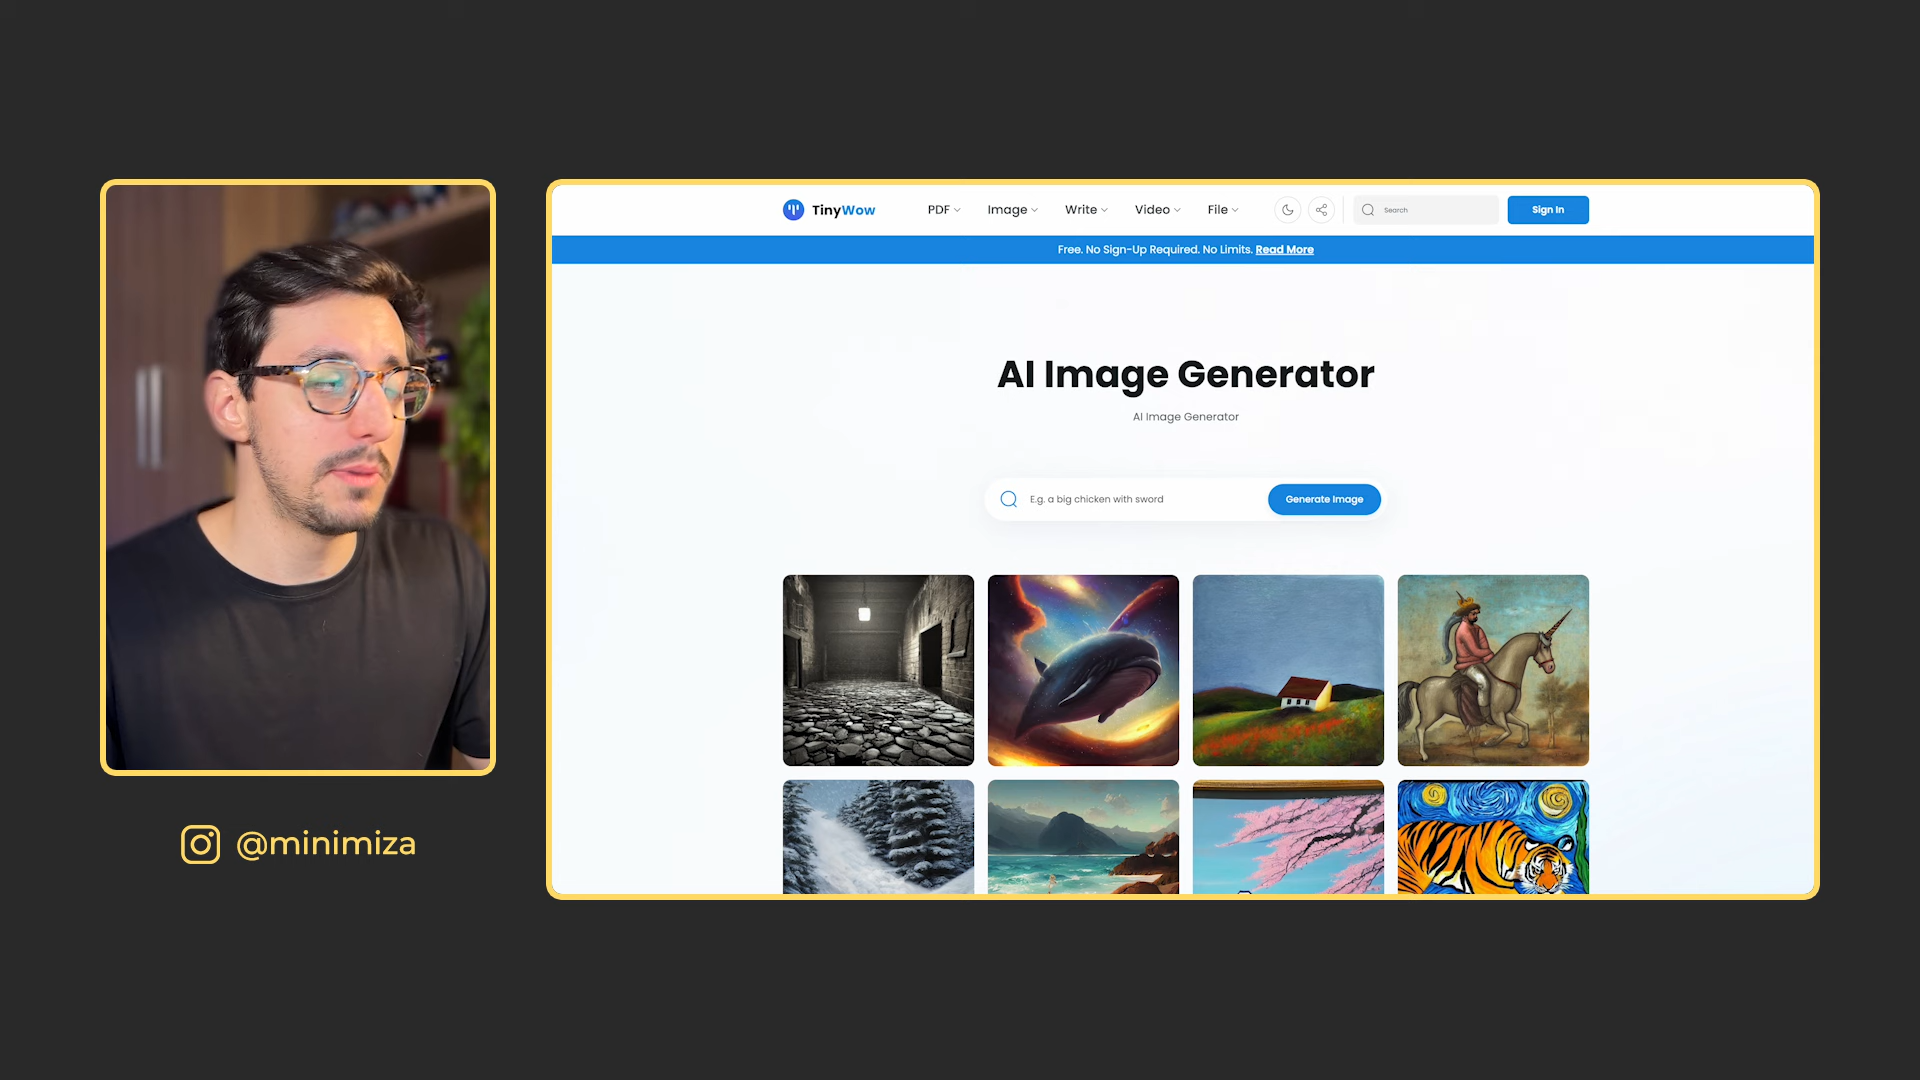 TinyWow
PDF Image Write Video File Search Sign In
Free. No Sign-Up Required. No Limits. Read More
AI Image Generator
AI Image Generator
E.g. a big chicken with sword Generate Image
@minimiza